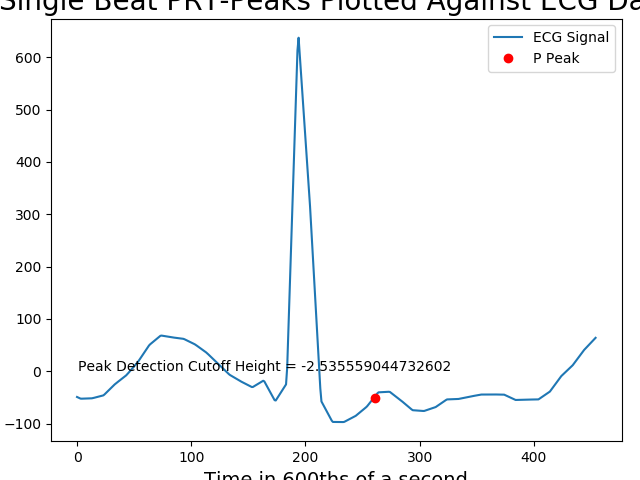 Single Beat PRT-Peaks Plotted Against ECG Da
ECG Signal
P Peak
600
500
400
300
200
100
0
−100
Peak Detection Cutoff Height = -2.535559044732602
0 100 200 300 400
Time in 600ths of a second